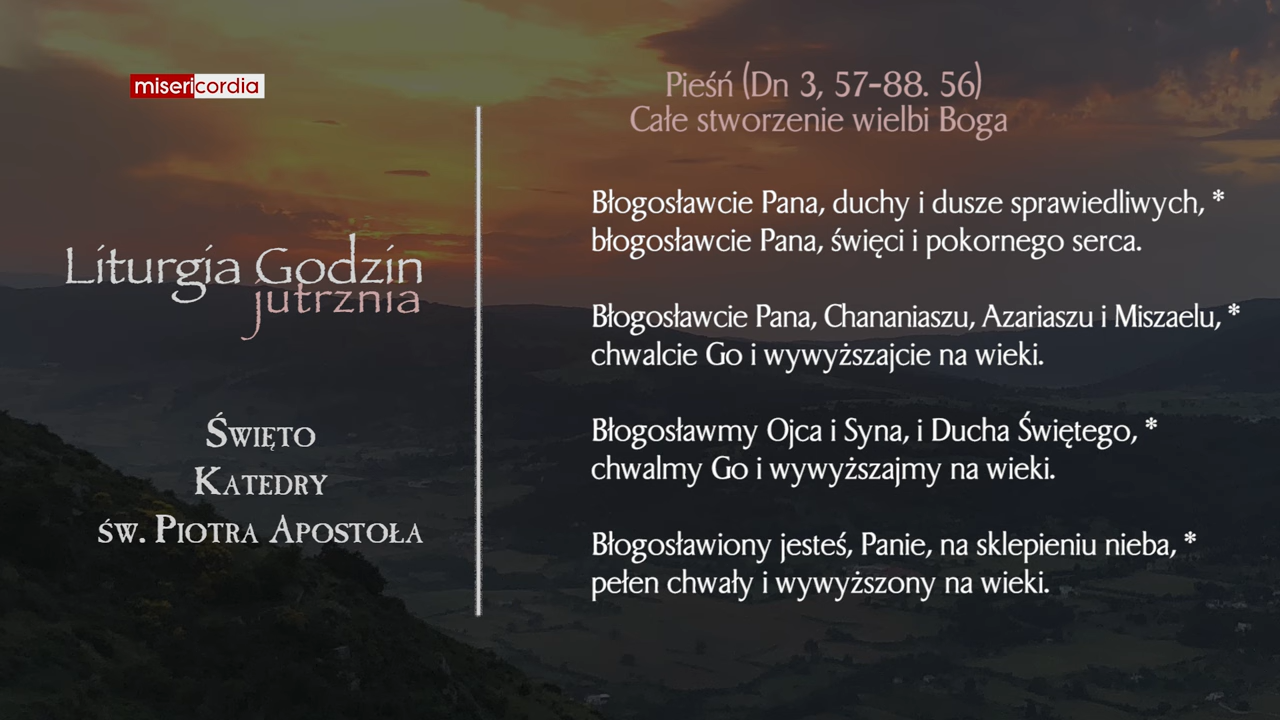 misericordia
Liturgia Godzin
jutrznia
Święto
Katedry
św. Piotra Apostoła
Pieśń (Dn 3, 57-88. 56)
Całe stworzenie wielbi Boga
Błogosławcie Pana, duchy i dusze sprawiedliwych, *
błogosławcie Pana, święci i pokornego serca.
Błogosławcie Pana, Chananiaszu, Azariaszu i Miszaelu, *
chwalcie Go i wywyższajcie na wieki.
Błogosławmy Ojca i Syna, i Ducha Świętego, *
chwalmy Go i wywyższajmy na wieki.
Błogosławiony jesteś, Panie, na sklepieniu nieba, *
pełen chwały i wywyższony na wieki.